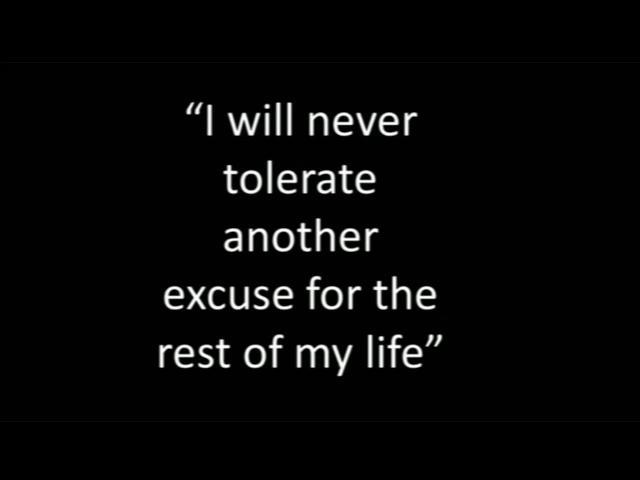 “I will never
tolerate
another
excuse for the
rest of my life”